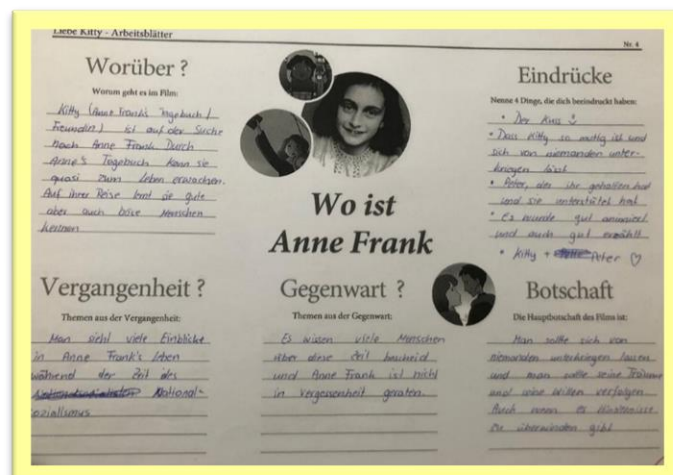 Liebe Kitty - Arbeitsblätter
Nr. 4
Worüber ?
Worum geht es im Film:
Kitty (Anne Frank's Tagebuch /
Freundin) ist auf der Suche
nach Anne Frank. Durch
Anne's Tagebuch kann sie
quasi zum Leben erwachen.
Auf ihrer Reise lernt sie gute
aber auch böse Menschen
kennen
Wo ist
Anne Frank
Eindrücke
Nenne 4 Dinge, die dich beeindruckt haben:
• Der Kuss
• Dass Kitty so mutig ist und
sich von niemanden unter-
kriegen lässt
• Peter, der ihr geholfen hat
und sie unterstützt hat
• Es wurde gut animiert
und auch gut erzählt
• Kitty + Peter ♡
Vergangenheit ?
Themen aus der Vergangenheit:
Man sieht viele Einblicke
in Anne Frank's Leben
während der Zeit des
National-
sozialismus
Gegenwart ?
Themen aus der Gegenwart:
Es wissen viele Menschen
über diese Zeit bescheid
und Anne Frank ist nicht
in vergessenheit geraten.
Botschaft
Die Hauptbotschaft des Films ist:
Man sollte sich von
niemanden unterkriegen lassen
und man sollte seine Träume
und seine Willen verfolgen
Auch wenn es Hindernisse
zu überwinden gibt